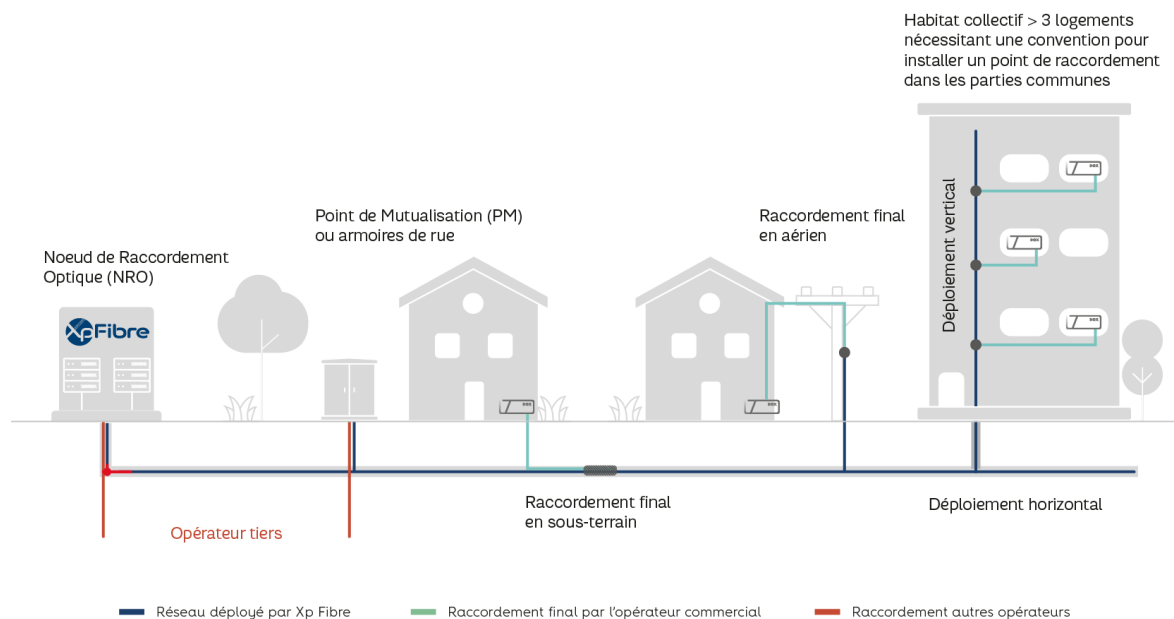 Habitat collectif > 3 logements
nécessitant une convention pour
installer un point de raccordement
dans les parties communes
Point de Mutualisation (PM)
ou armoires de rue
Raccordement final
en aérien
Noeud de Raccordement
Optique (NRO)
XpFibre
Déploiement vertical
Raccordement final
en sous-terrain
Déploiement horizontal
Opérateur tiers
Réseau déployé par Xp Fibre
Raccordement final par l'opérateur commercial
Raccordement autres opérateurs